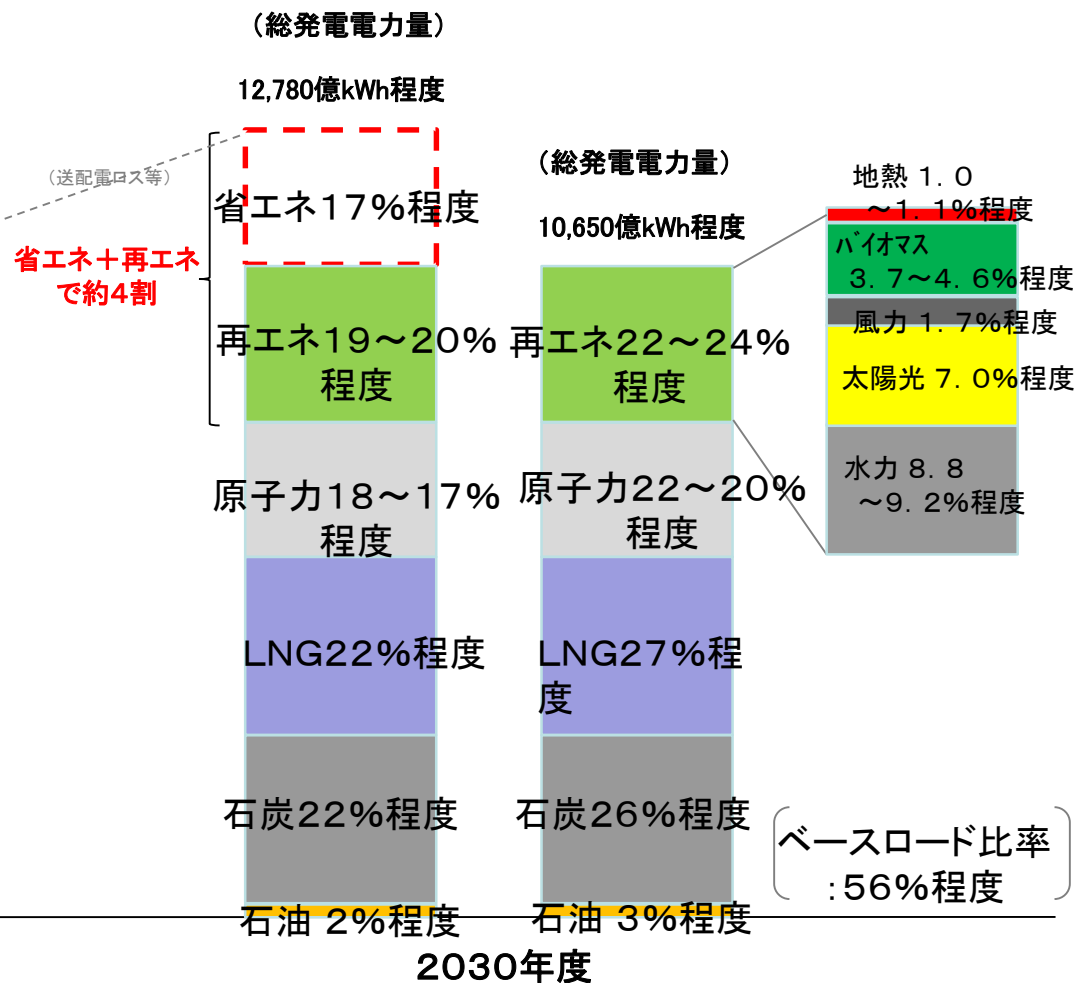 （総発電電力量）
12,780億kWh程度
（送配電ロス等）
省エネ＋再エネ
で約４割
省エネ１７％程度
再エネ１９～２０％
程度
原子力１８～１７％
程度
ＬＮＧ２２％程度
石炭２２％程度
石油 ２％程度
（総発電電力量）
10,650億kWh程度
再エネ２２～２４％
程度
原子力２２～２０％
程度
ＬＮＧ２７％程
度
石炭２６％程度
石油 ３％程度
地熱 １．０
～１．１％程度
バイオマス
３．７～４．６％程度
風力 １．７％程度
太陽光 ７．０％程度
水力 ８．８
～９．２％程度
ベースロード比率
：５６％程度
２０３０年度